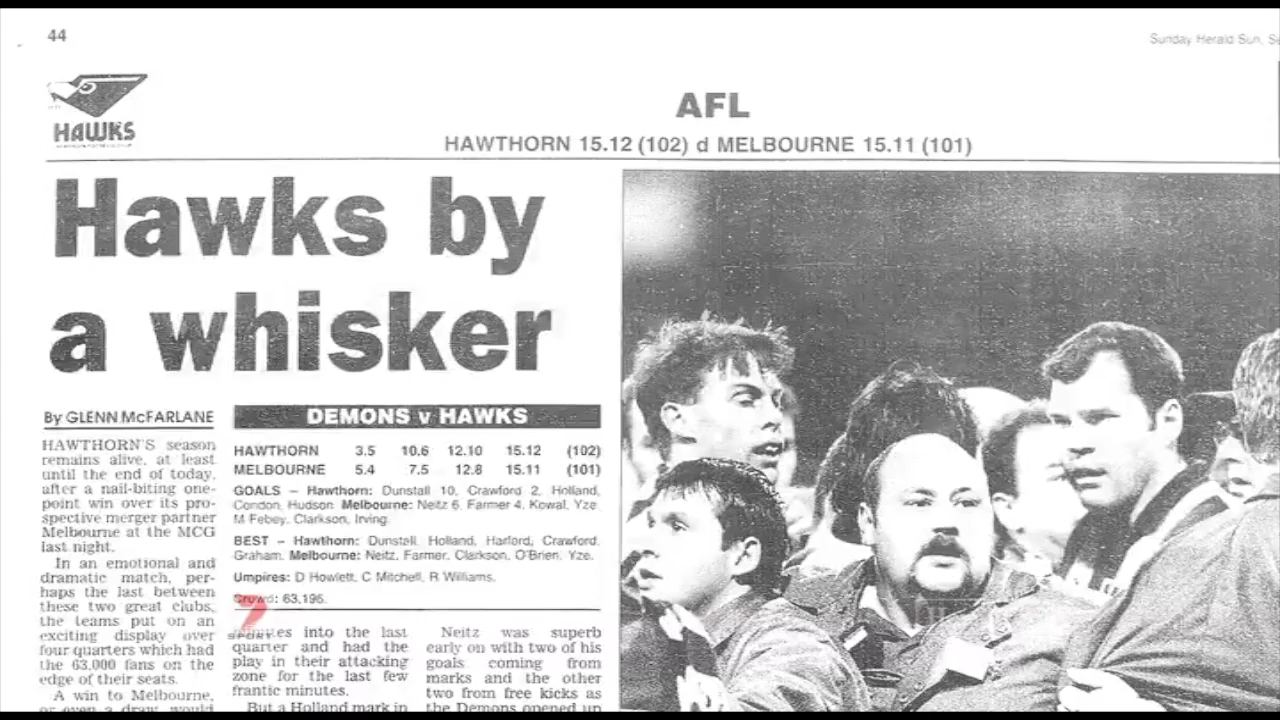 44
Sunday Herald Sun,
HAWKS
AFL
HAWTHORN 15.12 (102) d MELBOURNE 15.11 (101)
Hawks by
a whisker
By GLENN McFARLANE
HAWTHORN'S season
remains alive, at least
until the end of today,
after a nail-biting one-
point win over its pro-
spective merger partner
Melbourne at the MCG
last night.
In an emotional and
dramatic match, per-
haps the last between
these two great clubs,
the teams put on an
exciting display over
four quarters which had
the 63,000 fans on the
edge of their seats.
A win to Melbourne,
or even a draw, would
DEMONS v HAWKS
HAWTHORN 3.5 10.6 12.10 15.12 (102)
MELBOURNE 5.4 7.5 12.8 15.11 (101)
GOALS – Hawthorn: Dunstall 10, Crawford 2, Holland,
Condon, Hudson. Melbourne: Neitz 6, Farmer 4, Kowal, Yze,
M Febey, Clarkson, Irving.
BEST – Hawthorn: Dunstall, Holland, Harford, Crawford,
Graham. Melbourne: Neitz, Farmer, Clarkson, O'Brien, Yze.
Umpires: D Howlett, C Mitchell, R Williams.
Crowd: 63,196.
7
SPORT
minutes into the last
quarter and had the
play in their attacking
zone for the last few
frantic minutes.
But a Holland mark in
Neitz was superb
early on with two of his
goals coming from
marks and the other
two from free kicks as
the Demons opened up